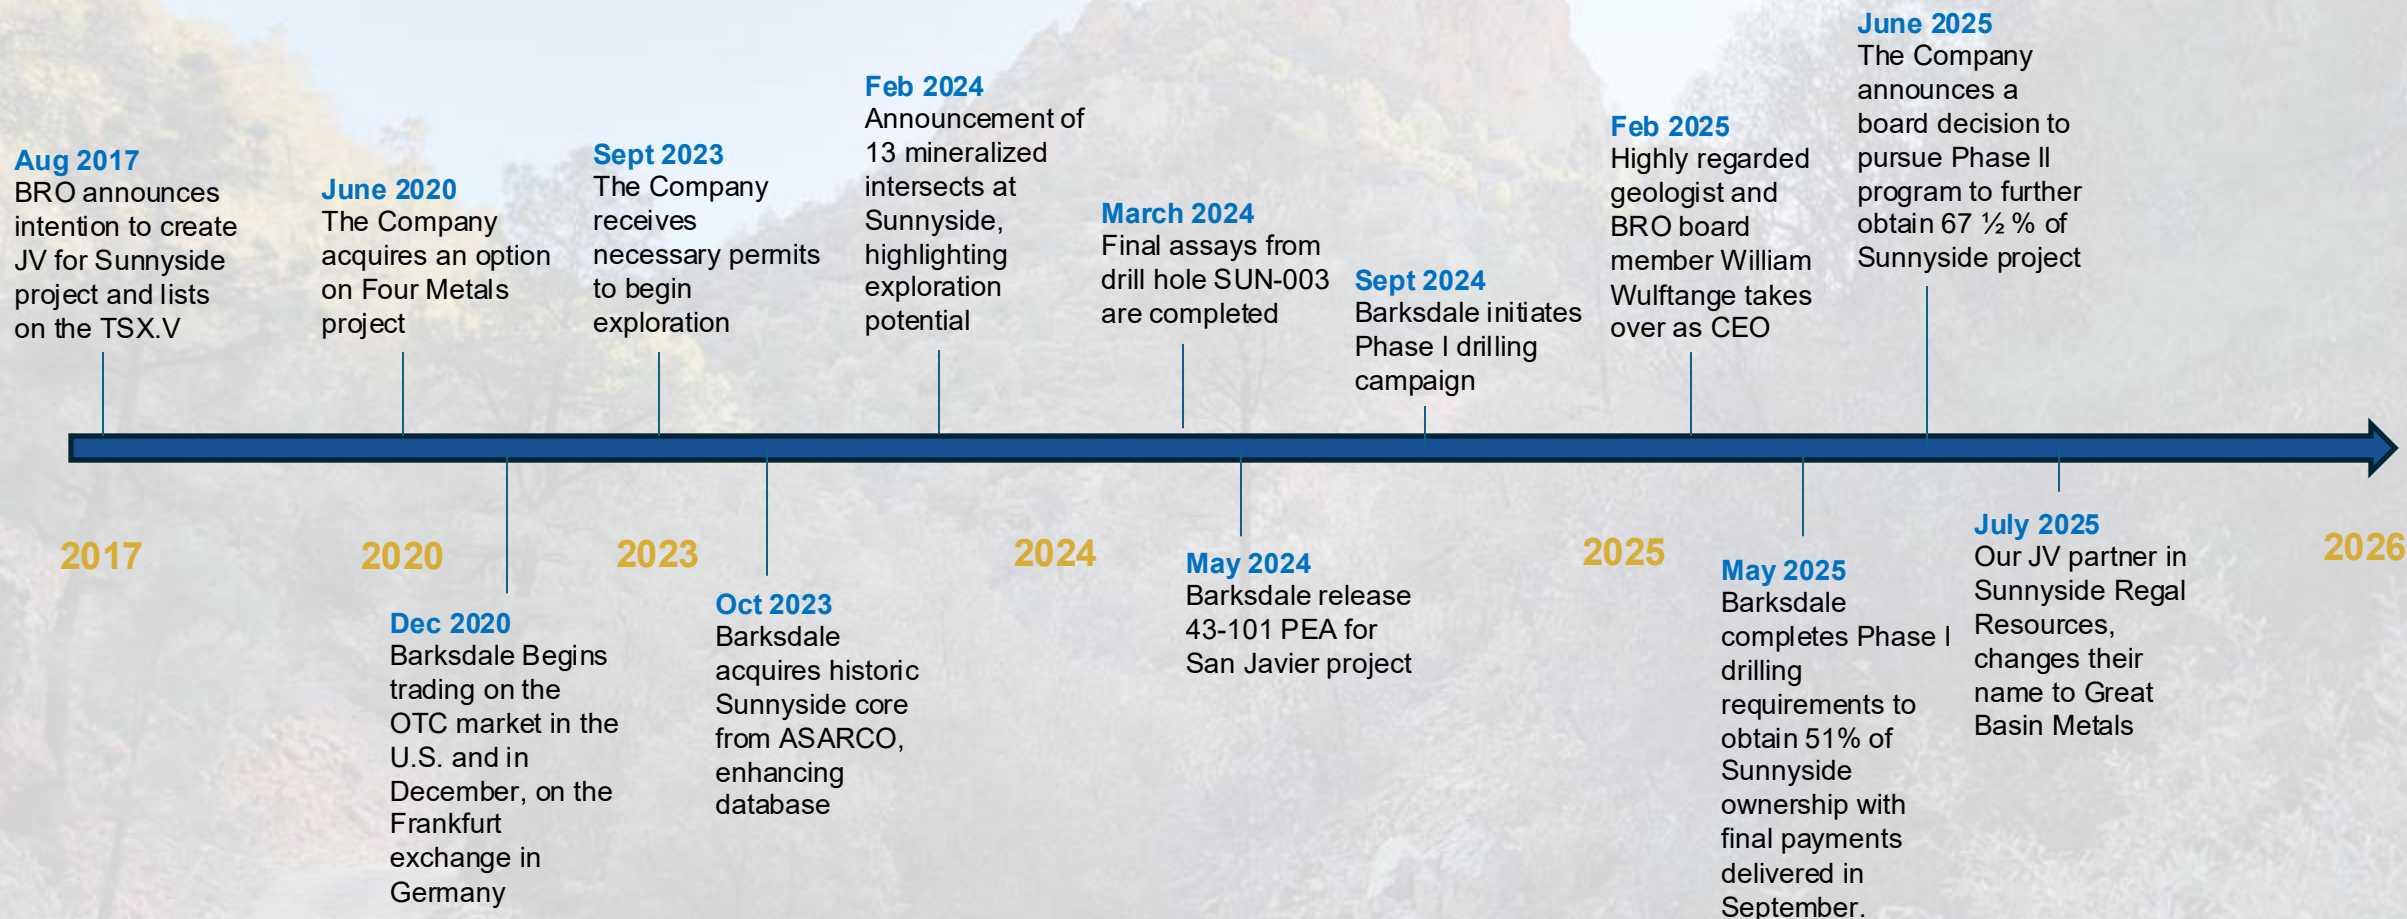 Aug 2017
BRO announces
intention to create
JV for Sunnyside
project and lists
on the TSX.V
June 2020
The Company
acquires an option
on Four Metals
project
Sept 2023
The Company
receives
necessary permits
to begin
exploration
Feb 2024
Announcement of
13 mineralized
intersects at
Sunnyside,
highlighting
exploration
potential
March 2024
Final assays from
drill hole SUN-003
are completed
Sept 2024
Barksdale initiates
Phase I drilling
campaign
Feb 2025
Highly regarded
geologist and
BRO board
member William
Wulftange takes
over as CEO
June 2025
The Company
announces a
board decision to
pursue Phase II
program to further
obtain 67 ½ % of
Sunnyside project
2017
2020
2023
2024
2025
2026
Dec 2020
Barksdale Begins
trading on the
OTC market in the
U.S. and in
December, on the
Frankfurt
exchange in
Germany
Oct 2023
Barksdale
acquires historic
Sunnyside core
from ASARCO,
enhancing
database
May 2024
Barksdale release
43-101 PEA for
San Javier project
May 2025
Barksdale
completes Phase I
drilling
requirements to
obtain 51% of
Sunnyside
ownership with
final payments
delivered in
September.
July 2025
Our JV partner in
Sunnyside Regal
Resources,
changes their
name to Great
Basin Metals